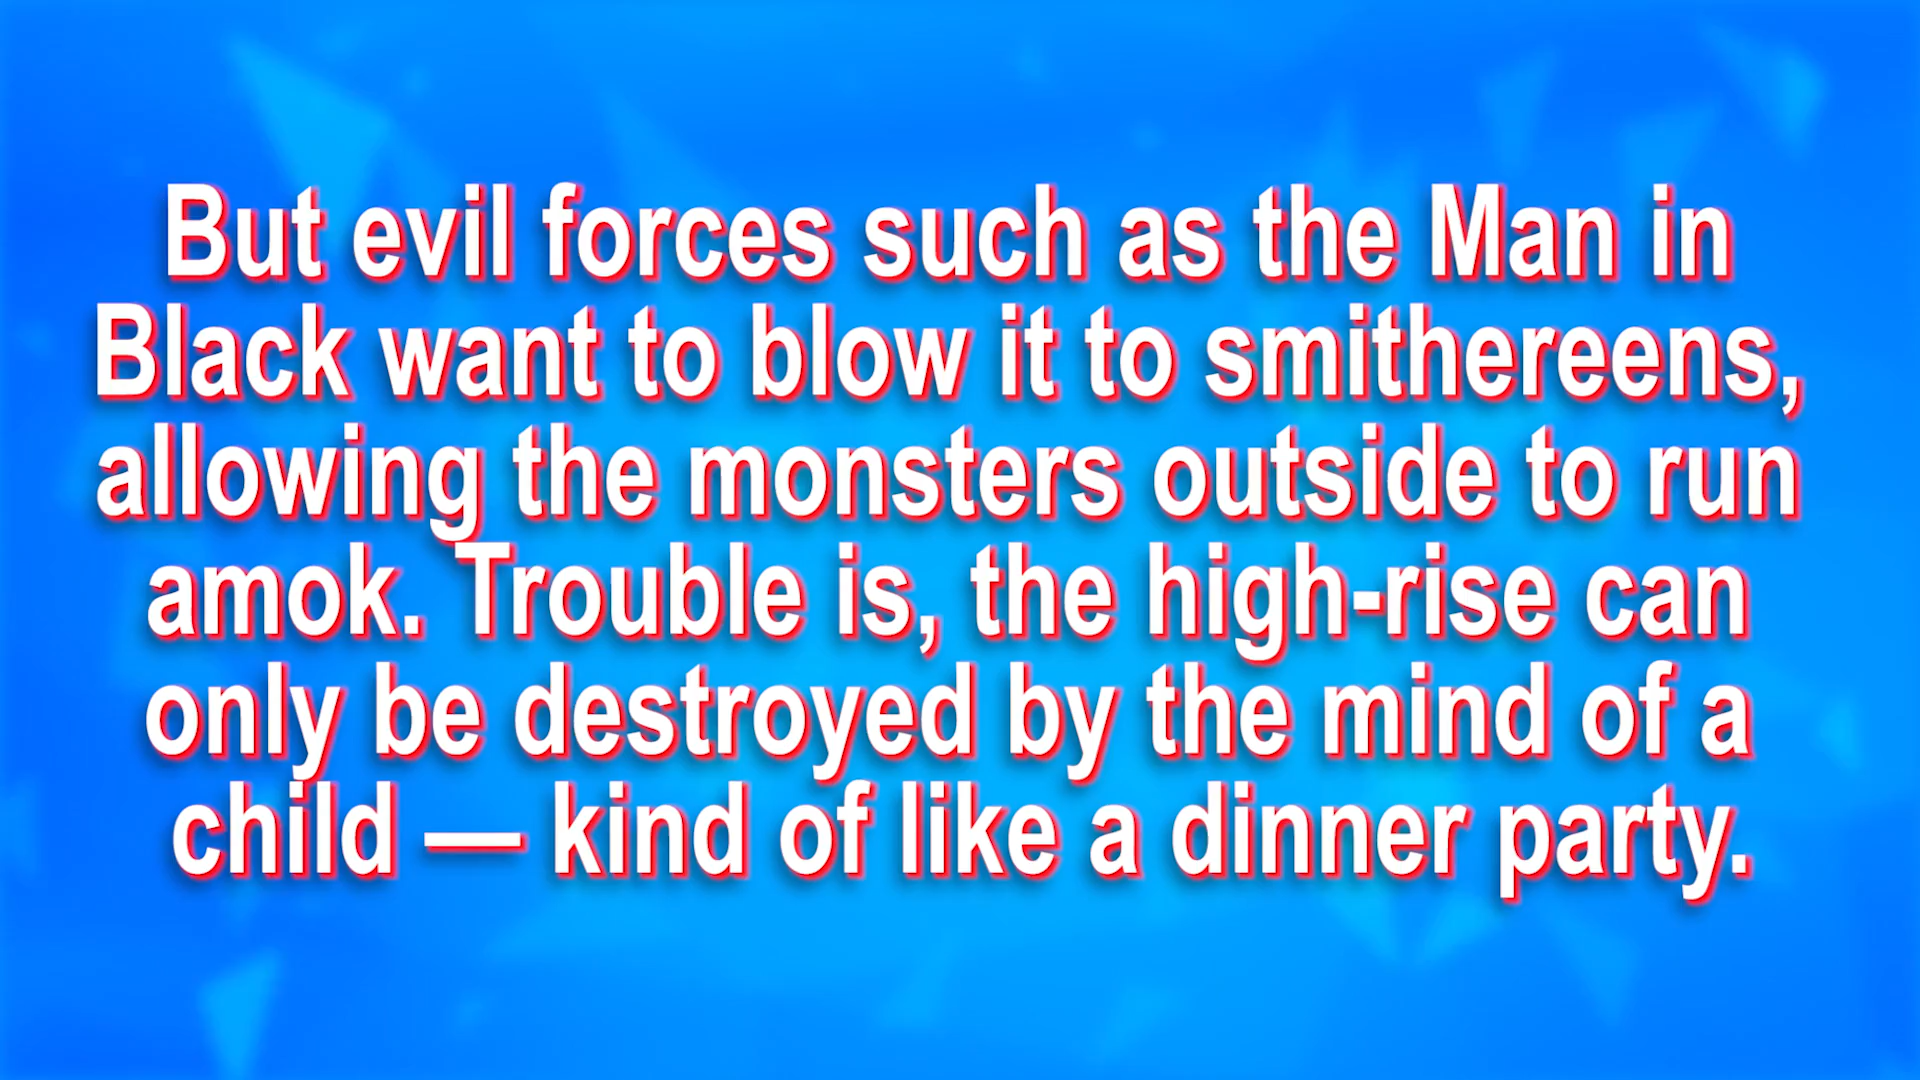 But evil forces such as the Man in
Black want to blow it to smithereens,
allowing the monsters outside to run
amok. Trouble is, the high-rise can
only be destroyed by the mind of a
child — kind of like a dinner party.